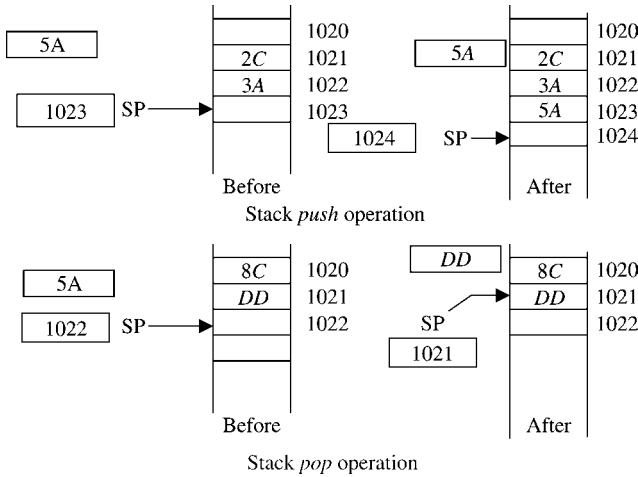 1020 1020
5A 2C 1021 5A 2C 1021
3A 1022 3A 1022
1023 SP 1023 5A 1023
1024 SP 1024
Before After
Stack push operation
8C 1020 DD 8C 1020
5A DD 1021 DD 1021
1022 SP 1022 SP 1022
1021
Before After
Stack pop operation